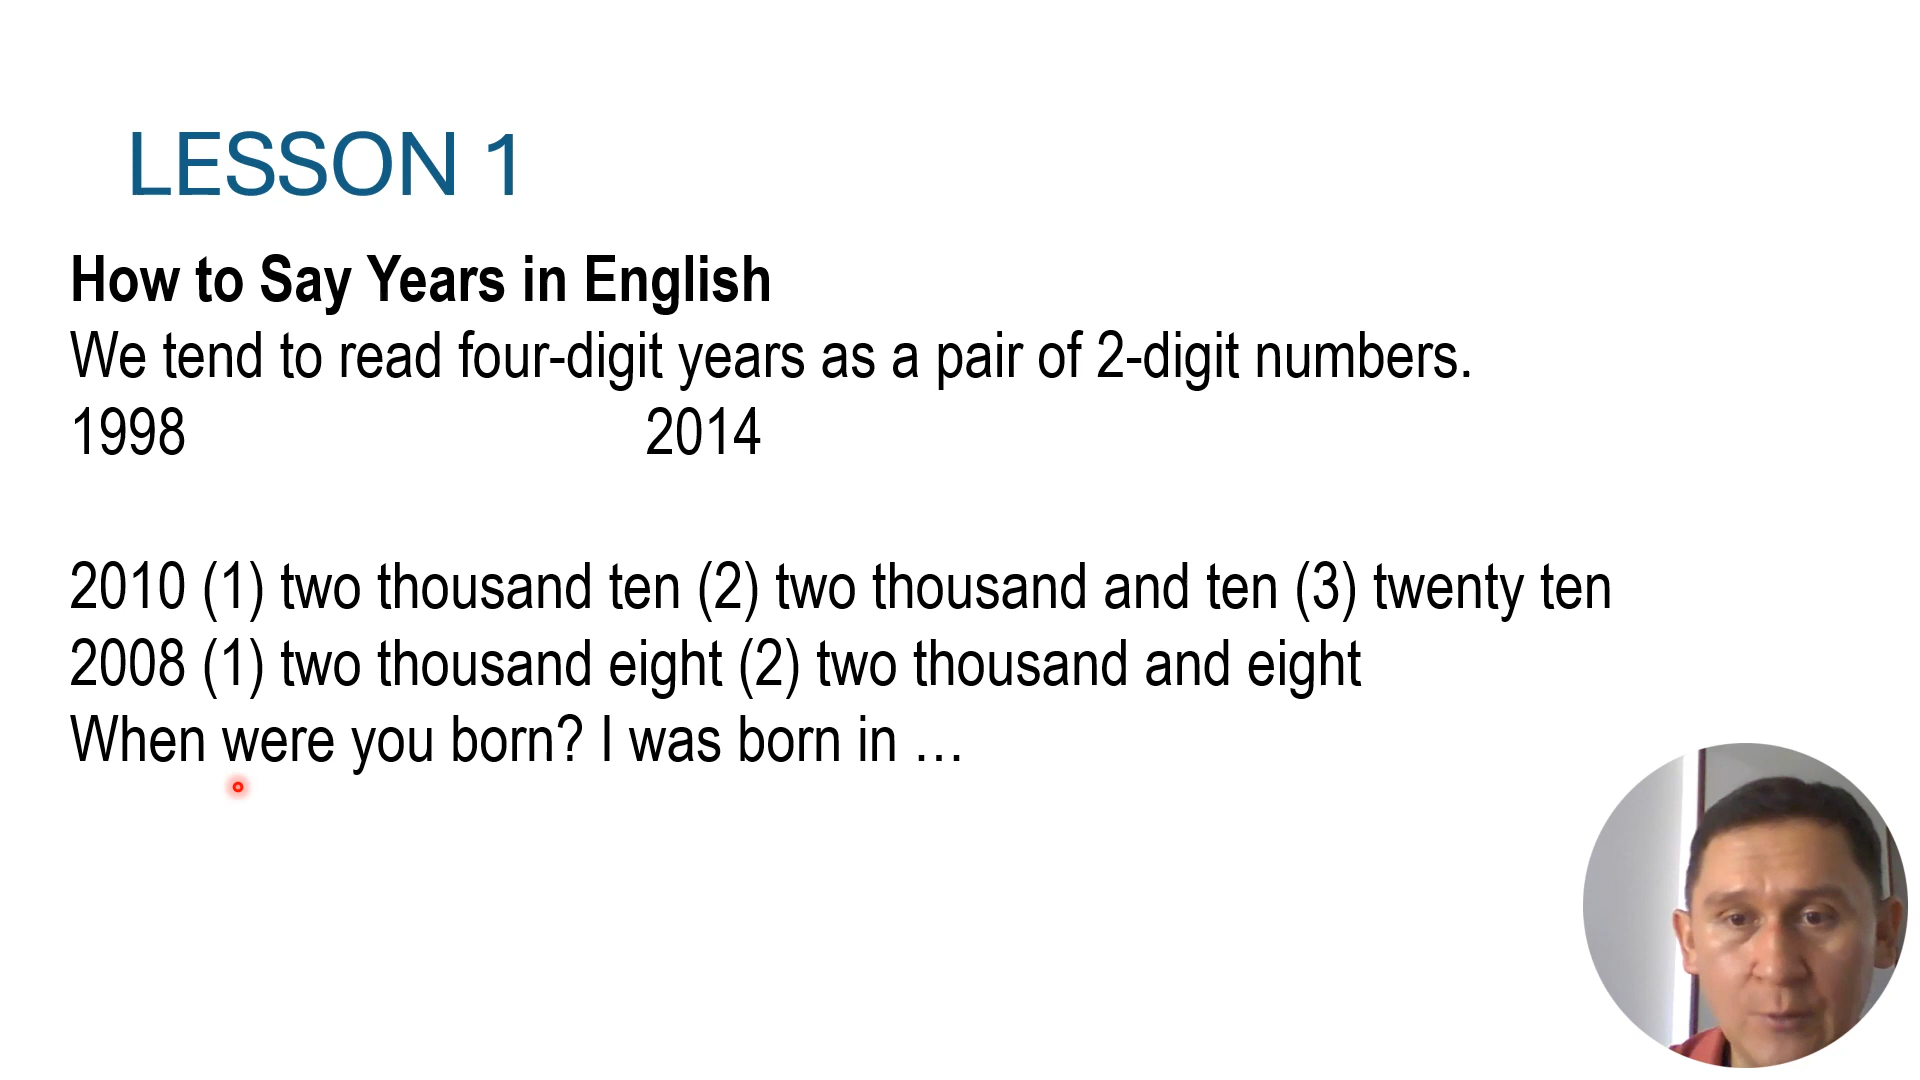 LESSON 1
How to Say Years in English
We tend to read four-digit years as a pair of 2-digit numbers.
1998 2014
2010 (1) two thousand ten (2) two thousand and ten (3) twenty ten
2008 (1) two thousand eight (2) two thousand and eight
When were you born? I was born in …